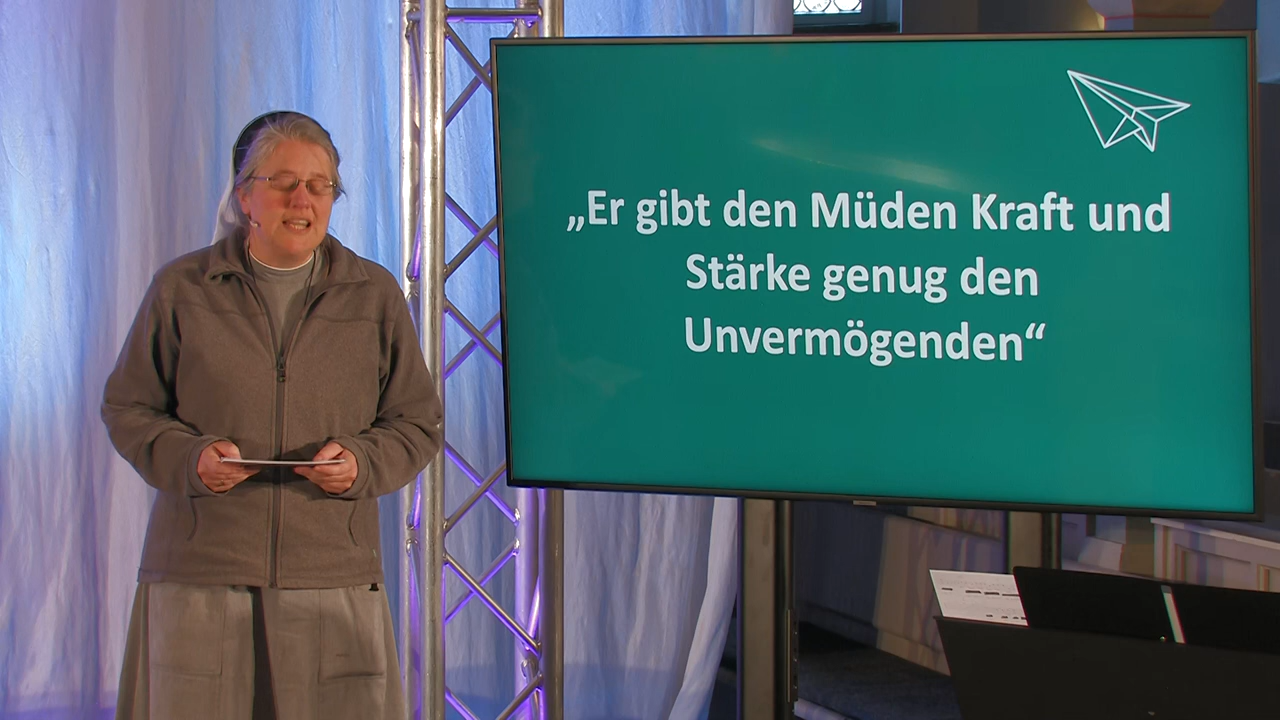 „Er gibt den Müden Kraft und
Stärke genug den
Unvermögenden“